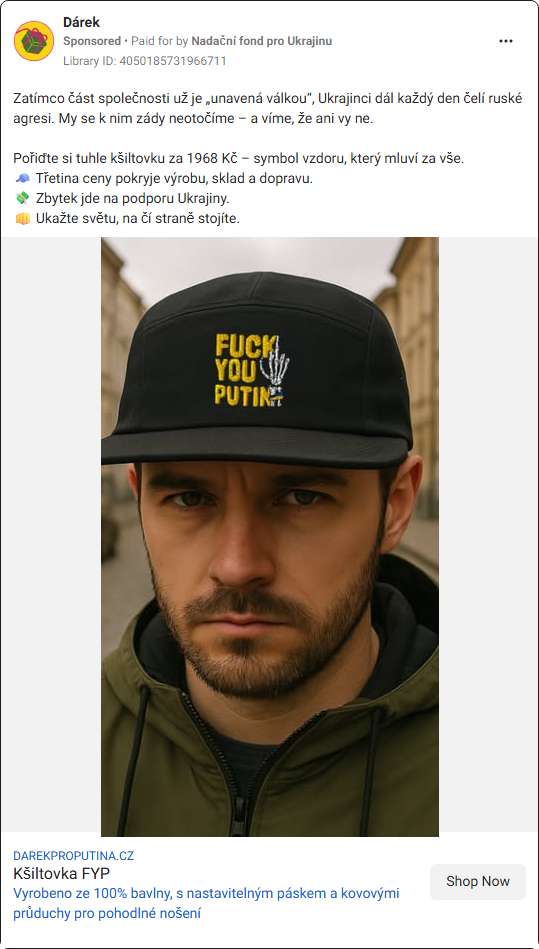 Dárek
Sponsored • Paid for by Nadační fond pro Ukrajinu
Library ID: 4050185731966711
Zatímco část společnosti už je „unavená válkou“, Ukrajinci dál každý den čelí ruské
agresi. My se k nim zády neotočíme – a víme, že ani vy ne.
Pořiďte si tuhle kšiltovku za 1968 Kč – symbol vzdoru, který mluví za vše.
🧢 Třetina ceny pokryje výrobu, sklad a dopravu.
💸 Zbytek jde na podporu Ukrajiny.
👊 Ukažte světu, na čí straně stojíte.
FUCK
YOU
PUTIN
DAREKPROPUTINA.CZ
Kšiltovka FYP
Vyrobeno ze 100% bavlny, s nastavitelným páskem a kovovými
průduchy pro pohodlné nošení
Shop Now